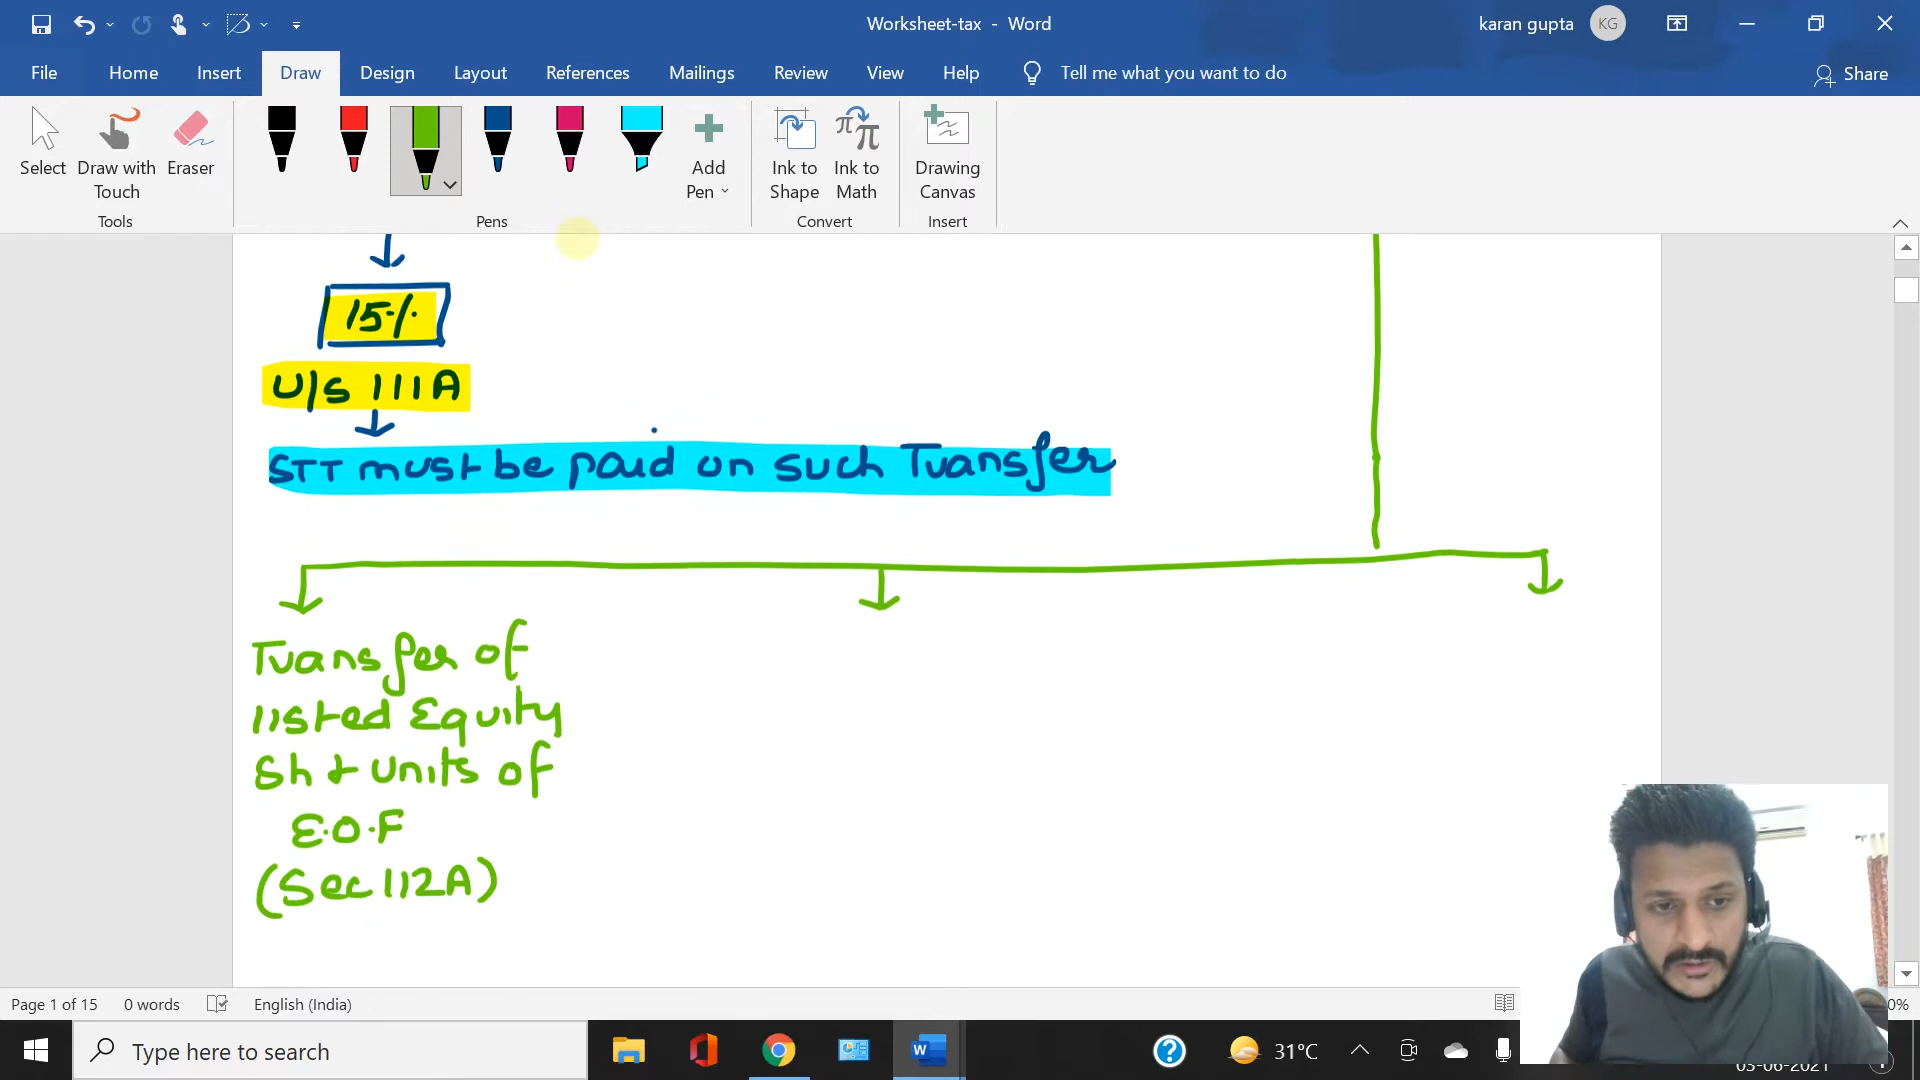 Worksheet-tax - Word
karan gupta KG
File Home Insert Draw Design Layout References Mailings Review View Help Tell me what you want to do Share
Select Draw with Touch Eraser
Add Pen
Ink to Shape Ink to Math
Drawing Canvas
Tools Pens Convert Insert
15%
U/s 111A
STT must be paid on such Transfer
Transfer of
listed Equity
Sh & units of
E.O.F
(Sec 112A)
Page 1 of 15 0 words English (India)
Type here to search
31°C
03-06-2021